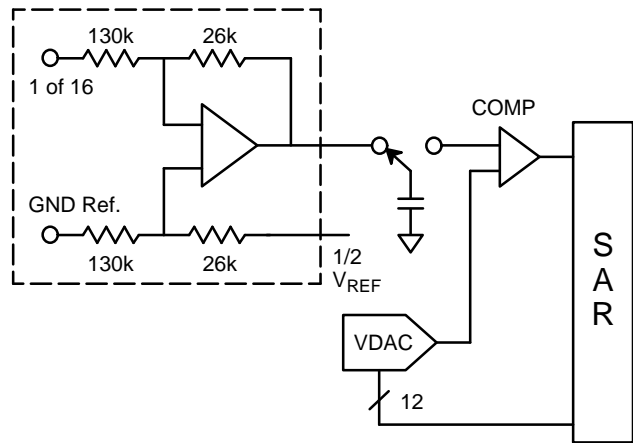 130k
26k
1 of 16
COMP
GND Ref.
130k
26k
1/2
VREF
VDAC
12
S
A
R